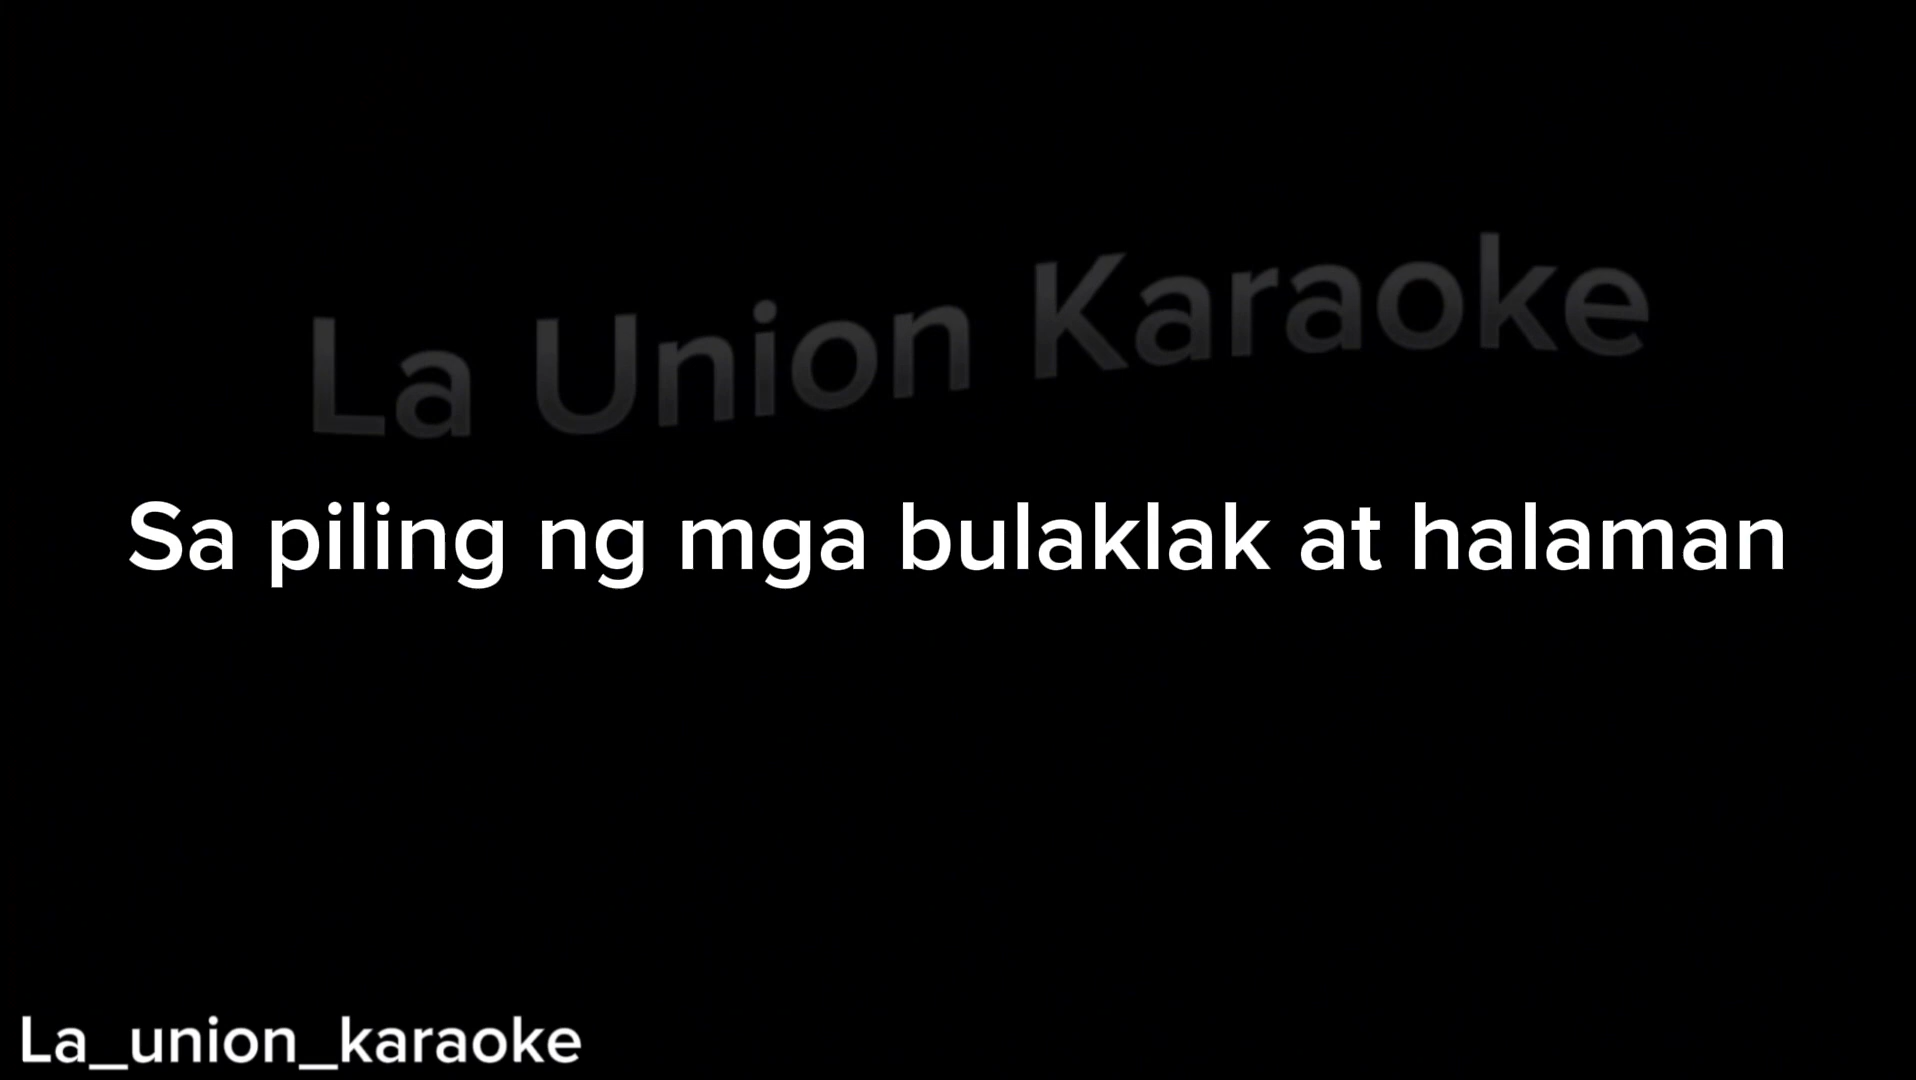 La Union Karaoke
Sa piling ng mga bulaklak at halaman
La_union_karaoke